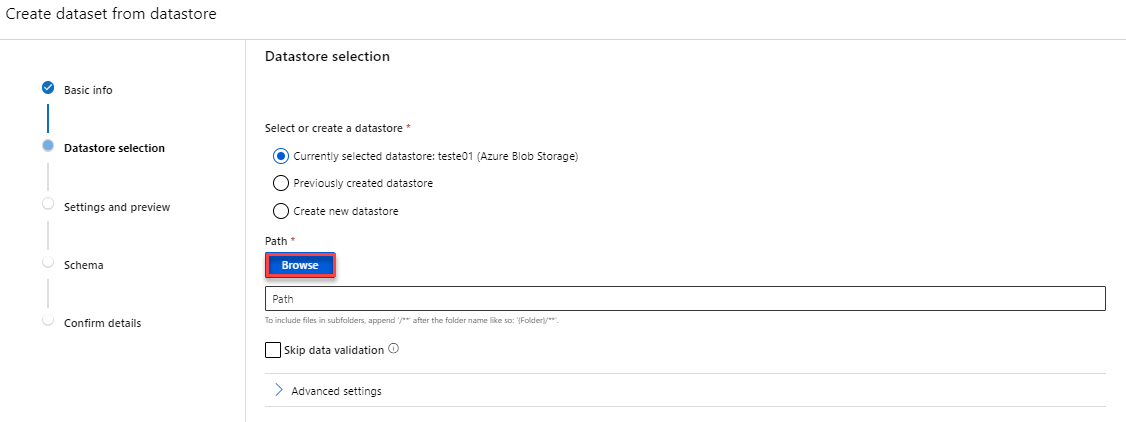 Create dataset from datastore
Basic info
Datastore selection
Settings and preview
Schema
Confirm details
Datastore selection
Select or create a datastore *
Currently selected datastore: teste01 (Azure Blob Storage)
Previously created datastore
Create new datastore
Path *
Browse
Path
To include files in subfolders, append '/**' after the folder name like so: '{Folder}/**'.
Skip data validation
Advanced settings